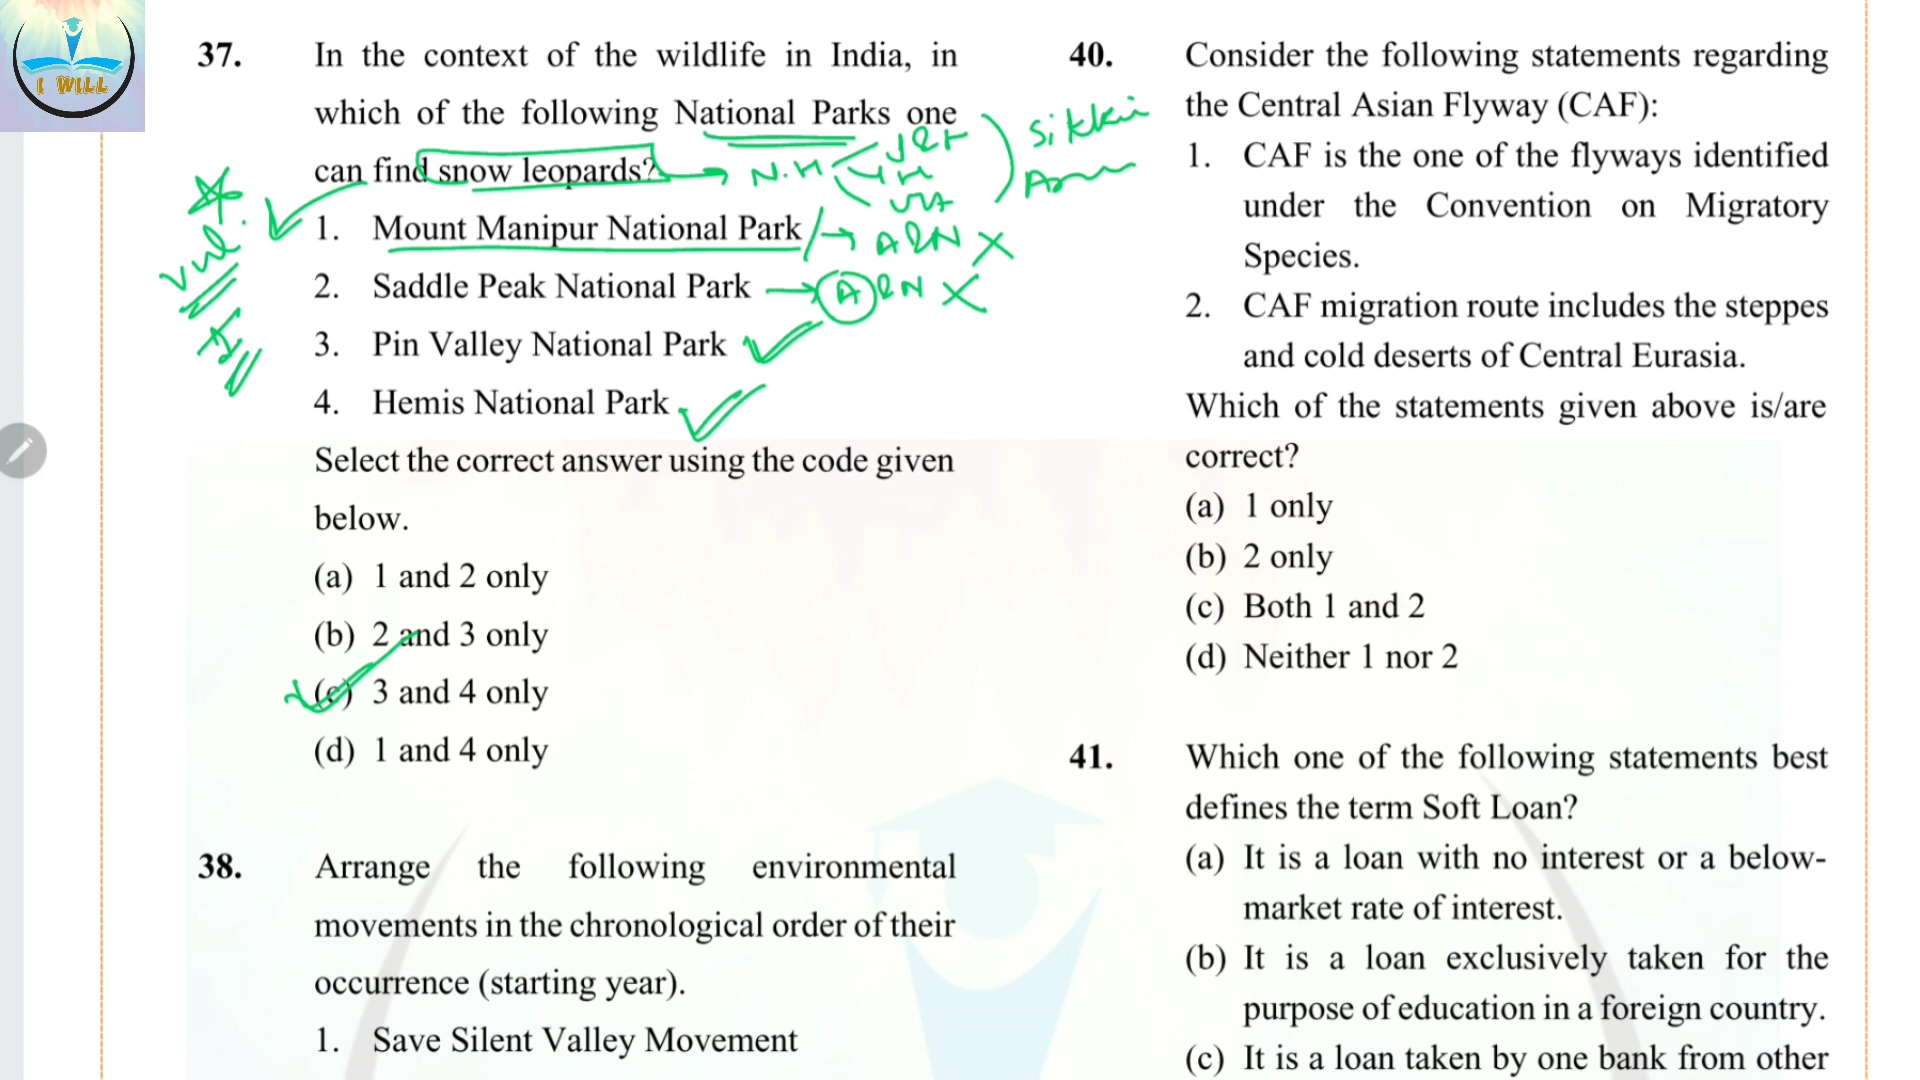 I WILL
37. In the context of the wildlife in India, in
which of the following National Parks one
can find snow leopards?
1. Mount Manipur National Park
2. Saddle Peak National Park
3. Pin Valley National Park
4. Hemis National Park
Select the correct answer using the code given
below.
(a) 1 and 2 only
(b) 2 and 3 only
(c) 3 and 4 only
(d) 1 and 4 only
38. Arrange the following environmental
movements in the chronological order of their
occurrence (starting year).
1. Save Silent Valley Movement
vul.
N.H
J&K
A&N X
A&N X
40. Consider the following statements regarding
the Central Asian Flyway (CAF):
1. CAF is the one of the flyways identified
under the Convention on Migratory
Species.
2. CAF migration route includes the steppes
and cold deserts of Central Eurasia.
Which of the statements given above is/are
correct?
(a) 1 only
(b) 2 only
(c) Both 1 and 2
(d) Neither 1 nor 2
41. Which one of the following statements best
defines the term Soft Loan?
(a) It is a loan with no interest or a below-
market rate of interest.
(b) It is a loan exclusively taken for the
purpose of education in a foreign country.
(c) It is a loan taken by one bank from other